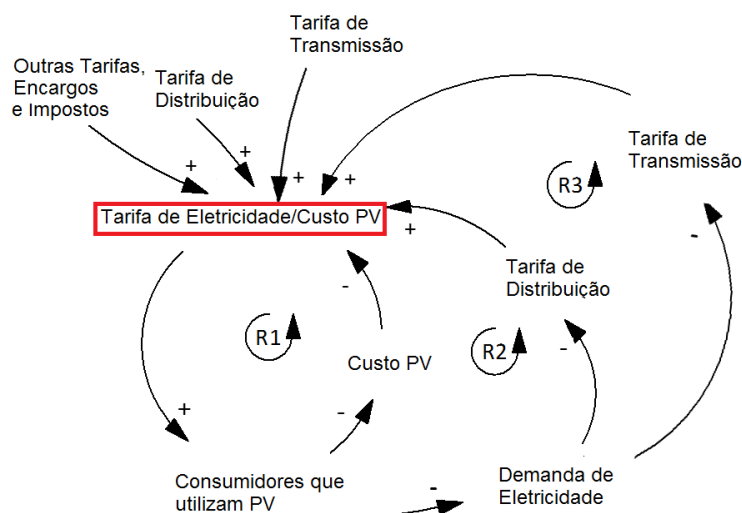 Tarifa de
Transmissão
Outras Tarifas,
Encargos
e Impostos
Tarifa de
Distribuição
Tarifa de
Transmissão
+
+
+
+
R3
Tarifa de Eletricidade/Custo PV
+
-
Tarifa de
Distribuição
-
R1
R2
-
Custo PV
+
-
Consumidores que
utilizam PV
-
Demanda de
Eletricidade